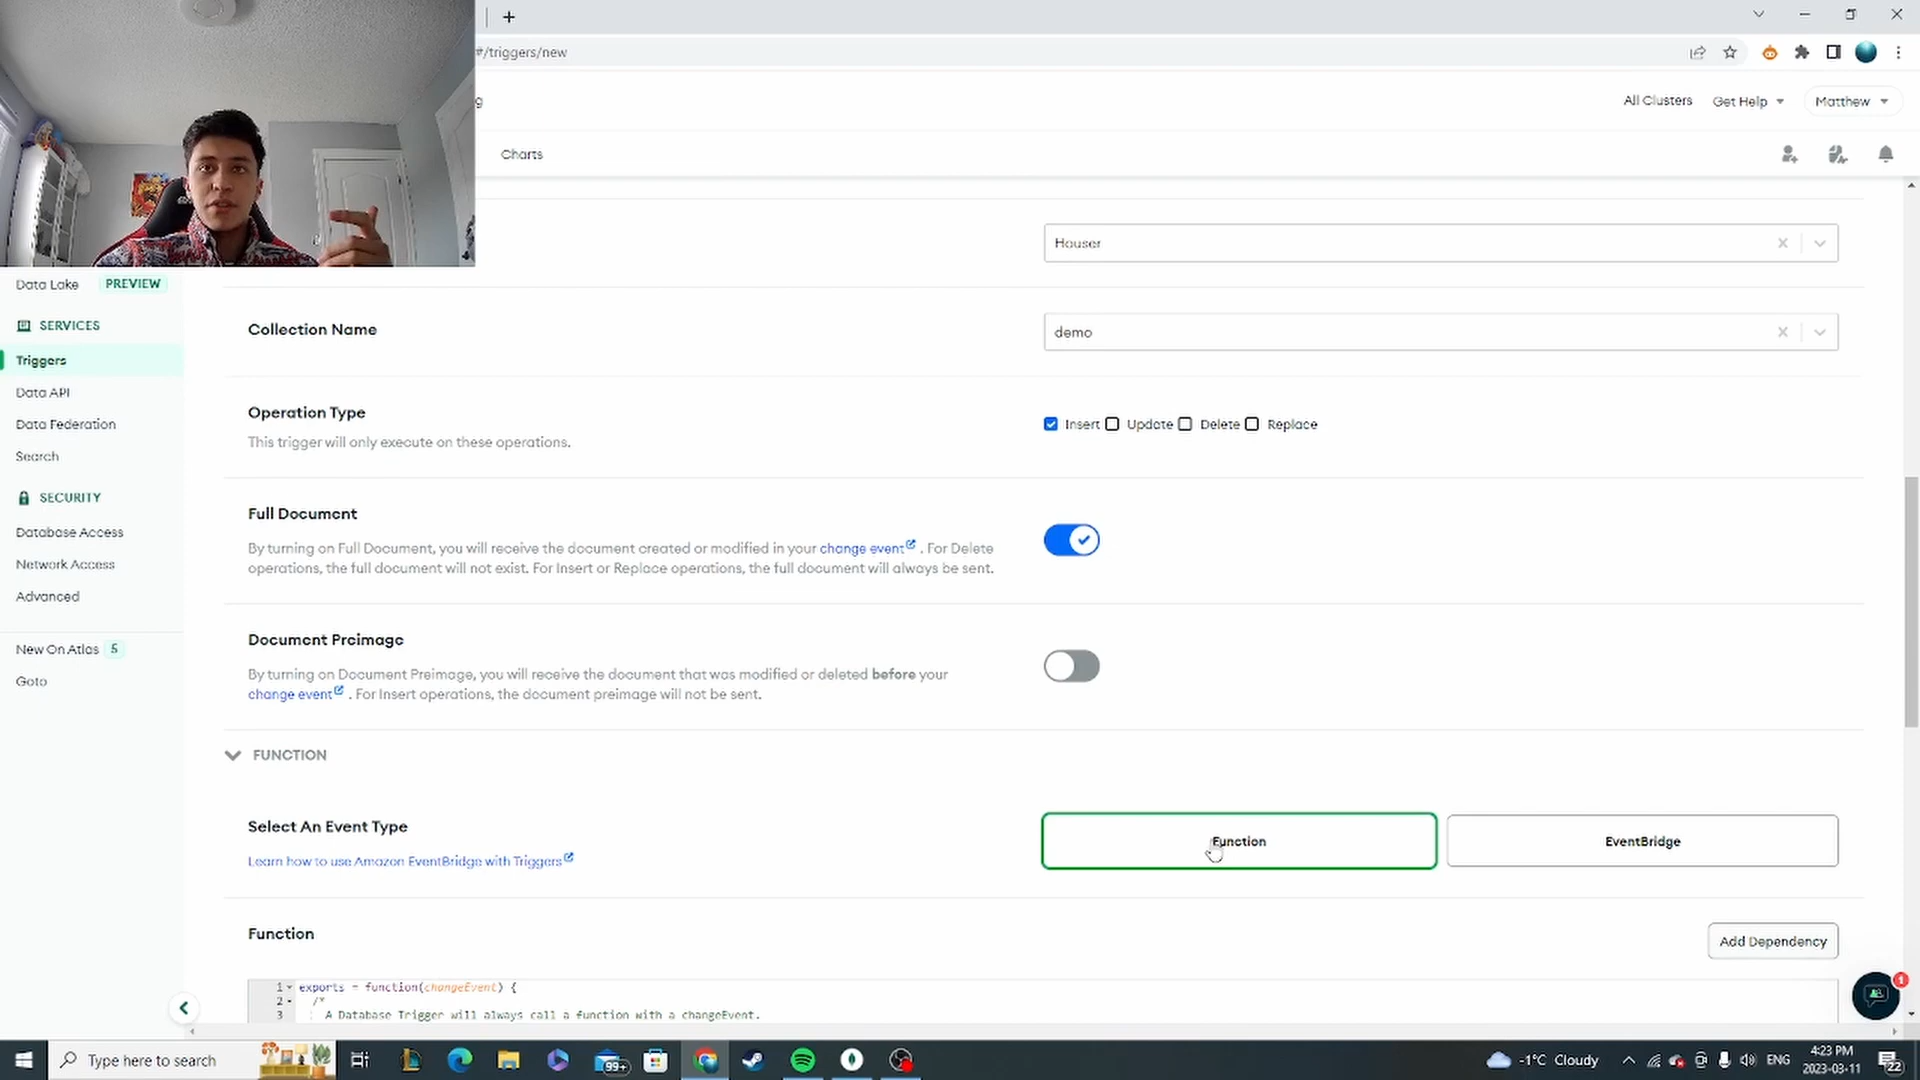 #/triggers/new
g
All Clusters Get Help Matthew
Charts
Houser
Data Lake PREVIEW
SERVICES
Collection Name
demo
Triggers
Data API
Operation Type
Insert Update Delete Replace
Data Federation
This trigger will only execute on these operations.
Search
SECURITY
Full Document
Database Access
By turning on Full Document, you will receive the document created or modified in your change event . For Delete
Network Access
operations, the full document will not exist. For Insert or Replace operations, the full document will always be sent.
Advanced
New On Atlas 5
Document Preimage
Goto
By turning on Document Preimage, you will receive the document that was modified or deleted before your
change event . For Insert operations, the document preimage will not be sent.
FUNCTION
Select An Event Type
Function
EventBridge
Learn how to use Amazon EventBridge with Triggers
Function
Add Dependency
1 exports = function(changeEvent) {
2 /*
3 A Database Trigger will always call a function with a changeEvent.
1
Type here to search
99+
-1°C Cloudy
ENG
4:23 PM
2023-03-11
22